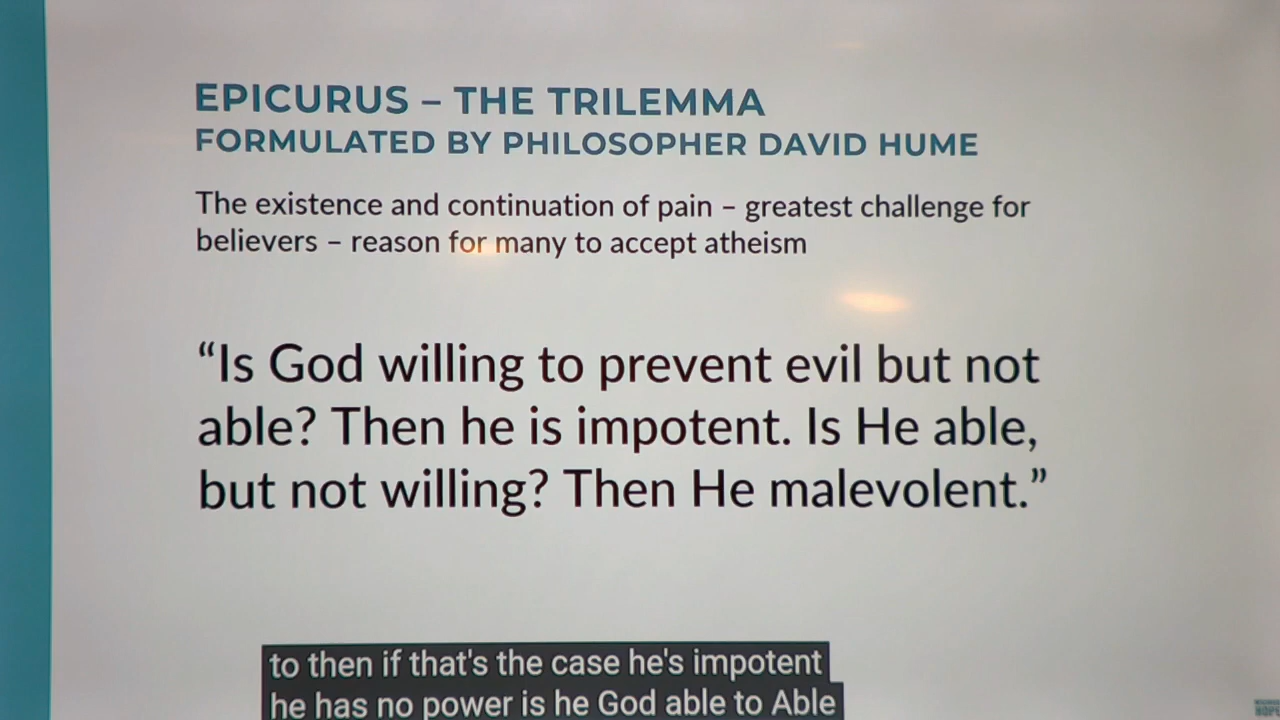 EPICURUS – THE TRILEMMA
FORMULATED BY PHILOSOPHER DAVID HUME
The existence and continuation of pain – greatest challenge for
believers – reason for many to accept atheism
“Is God willing to prevent evil but not
able? Then he is impotent. Is He able,
but not willing? Then He malevolent.”
to then if that's the case he's impotent
he has no power is he God able to Able